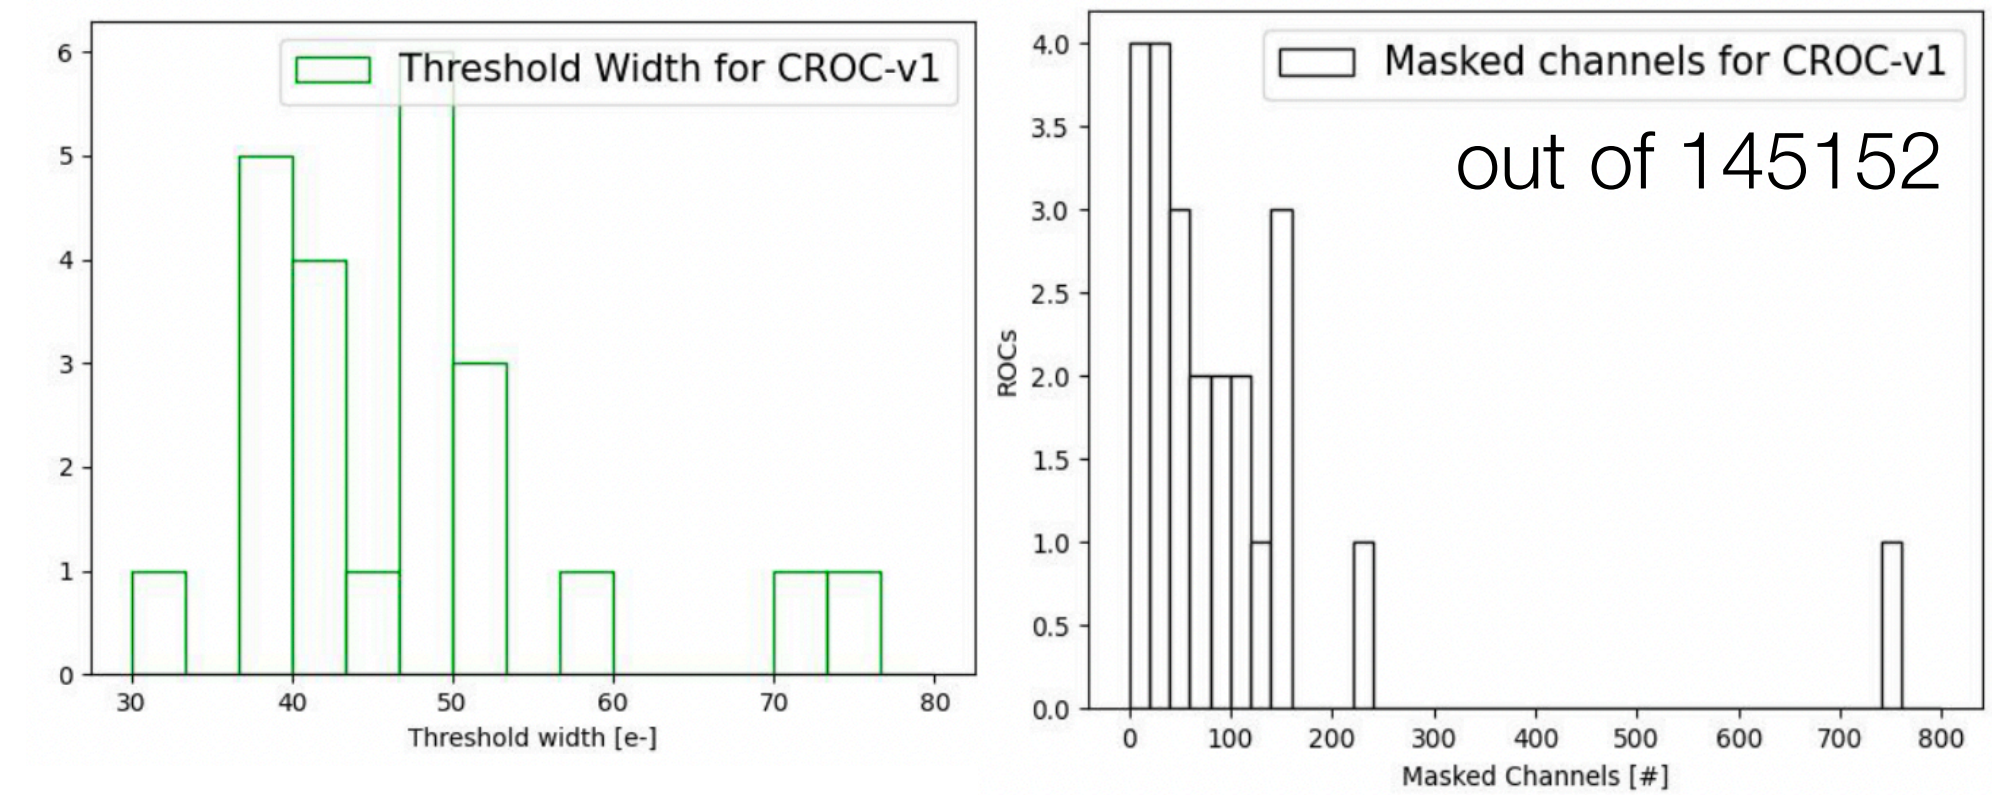 6
5
4
3
2
1
0
Threshold Width for CROC-v1
30 40 50 60 70 80
Threshold width [e-]
4.0
3.5
3.0
2.5
2.0
1.5
1.0
0.5
0.0
ROCs
Masked channels for CROC-v1
out of 145152
0 100 200 300 400 500 600 700 800
Masked Channels [#]